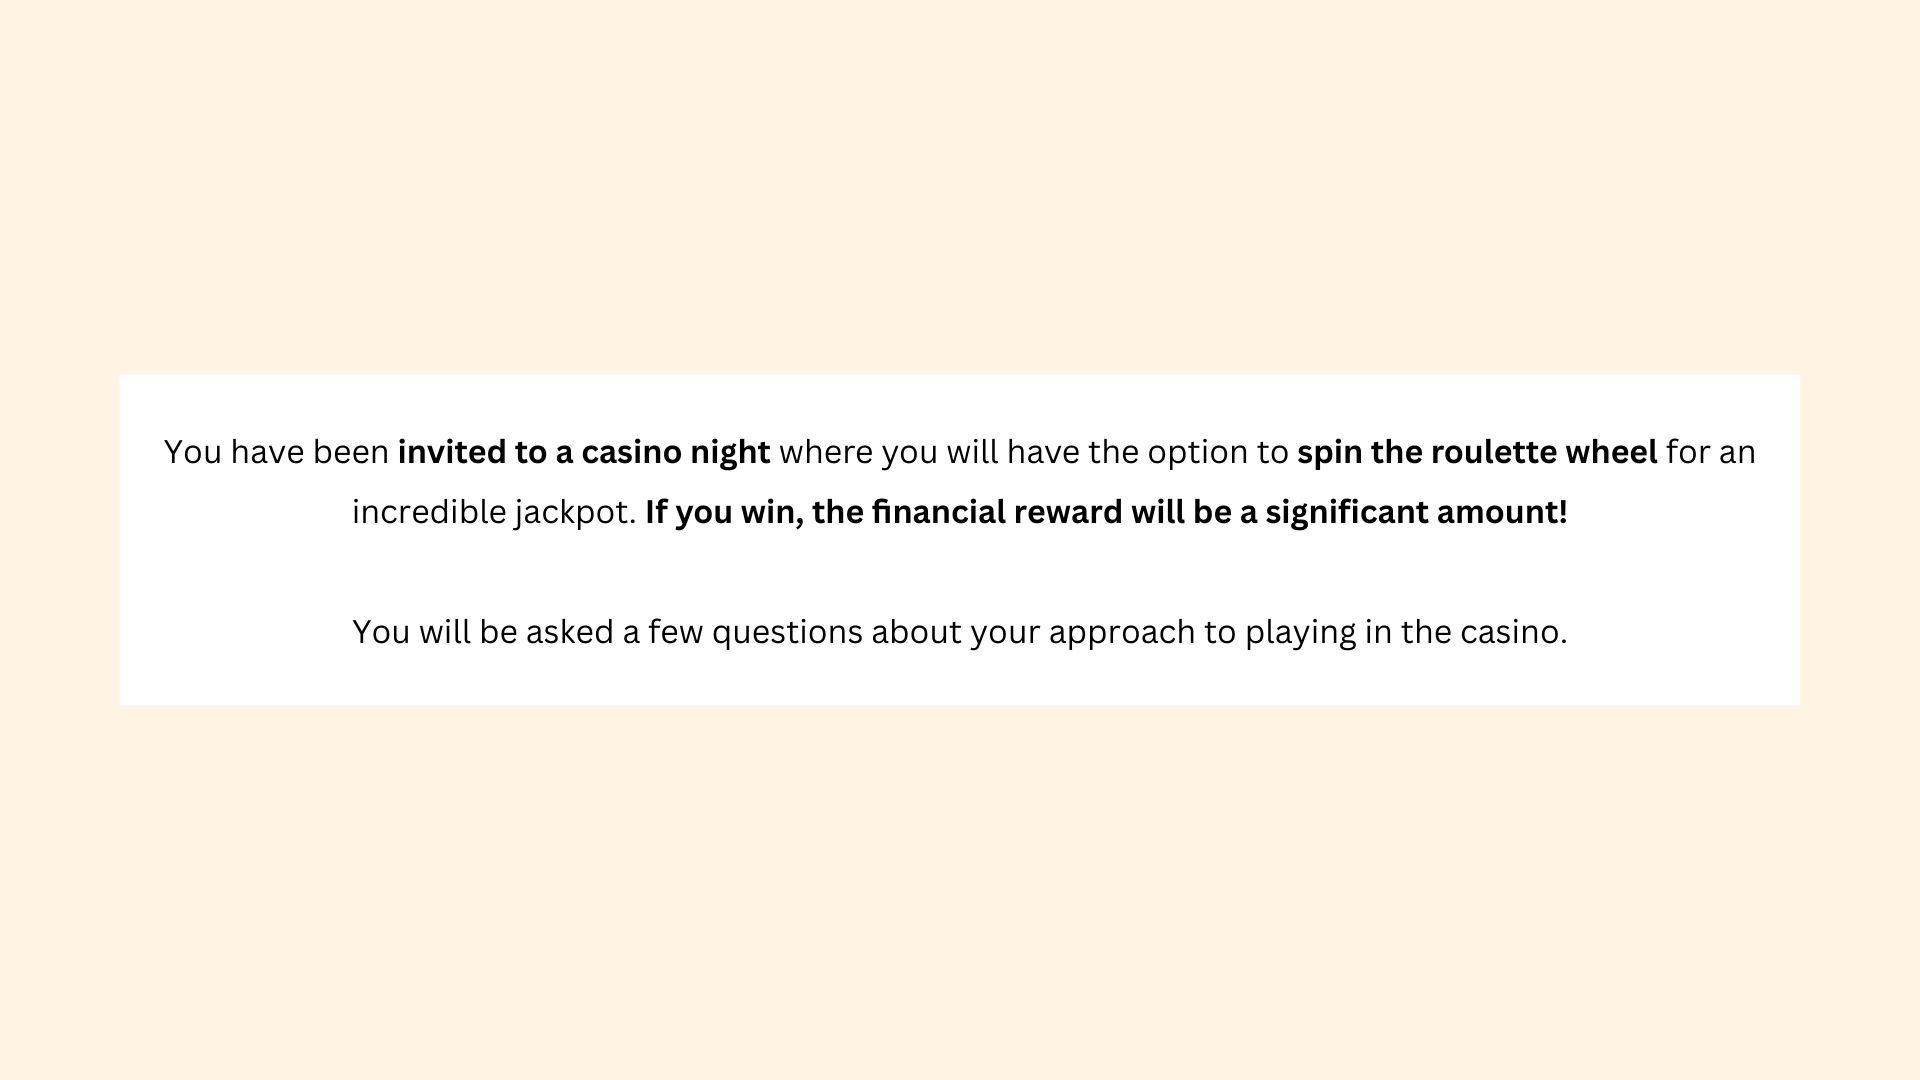 You have been invited to a casino night where you will have the option to spin the roulette wheel for an
incredible jackpot. If you win, the financial reward will be a significant amount!
You will be asked a few questions about your approach to playing in the casino.